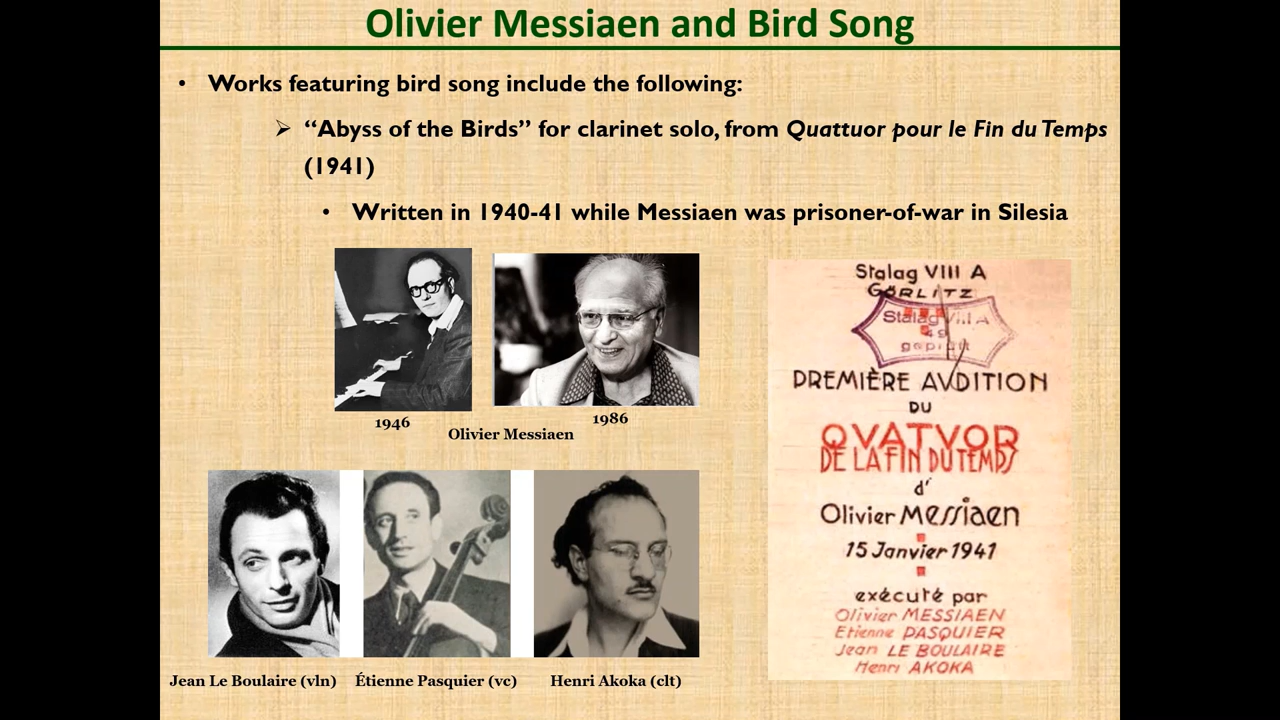 Olivier Messiaen and Bird Song
• Works featuring bird song include the following:
➢ “Abyss of the Birds” for clarinet solo, from Quattuor pour le Fin du Temps
(1941)
• Written in 1940-41 while Messiaen was prisoner-of-war in Silesia
1946
1986
Olivier Messiaen
Jean Le Boulaire (vln)
Étienne Pasquier (vc)
Henri Akoka (clt)
Stalag VIII A
GÖRLITZ
Stalag VIII A
49
geprüft
PREMIÈRE AVDITION
DU
QVATVOR
DE LA FIN DU TEMPS
d'
Olivier Messiaen
15 Janvier 1941
exécuté par
Olivier MESSIAEN
Etienne PASQUIER
Jean LE BOULAIRE
Henri AKOKA